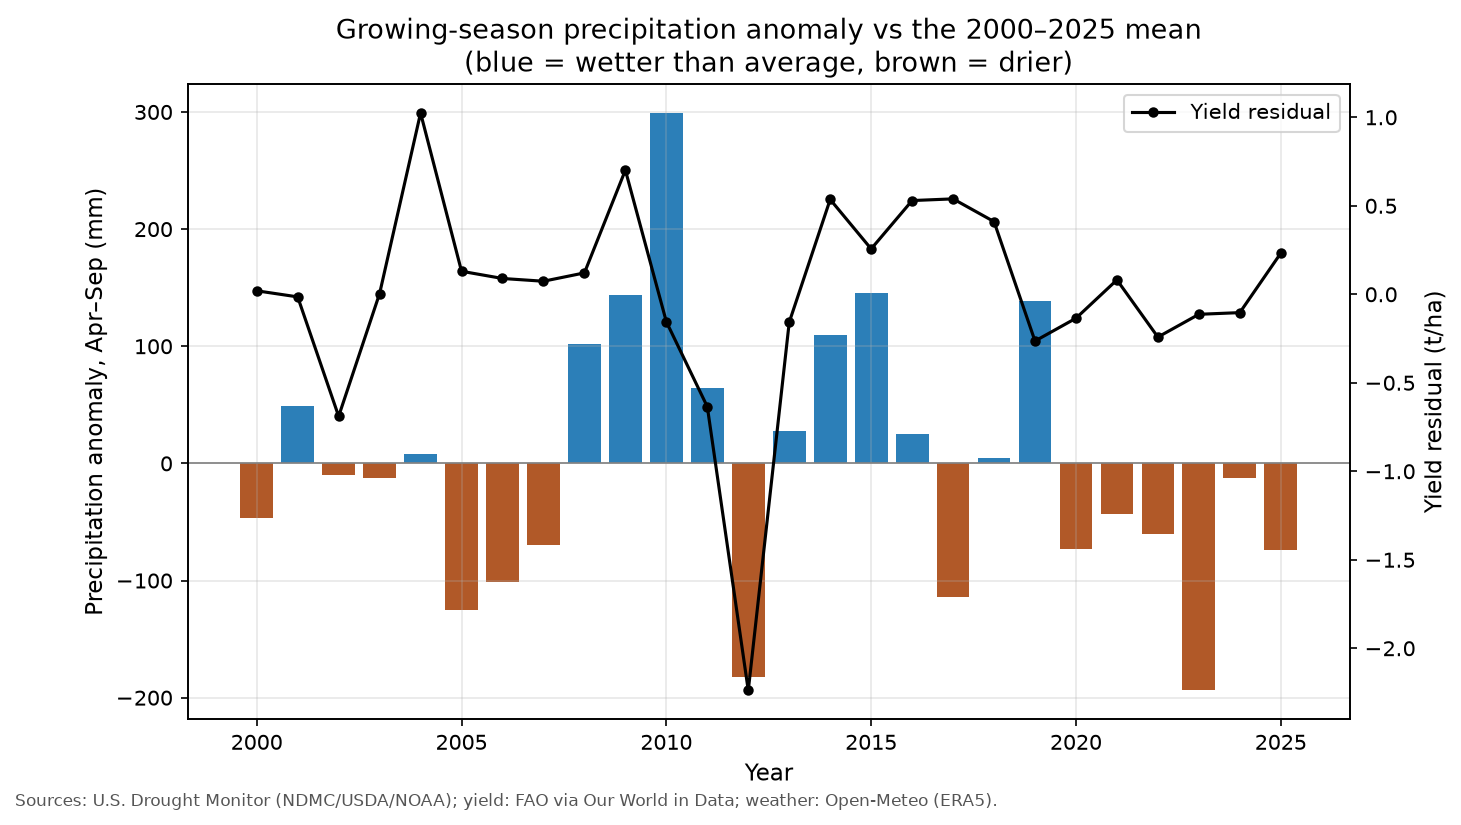 Growing-season precipitation anomaly vs the 2000–2025 mean
(blue = wetter than average, brown = drier)
Yield residual
Precipitation anomaly, Apr–Sep (mm)
300
200
100
0
−100
−200
1.0
0.5
0.0
−0.5
−1.0
−1.5
−2.0
Yield residual (t/ha)
2000
2005
2010
2015
2020
2025
Year
Sources: U.S. Drought Monitor (NDMC/USDA/NOAA); yield: FAO via Our World in Data; weather: Open-Meteo (ERA5).